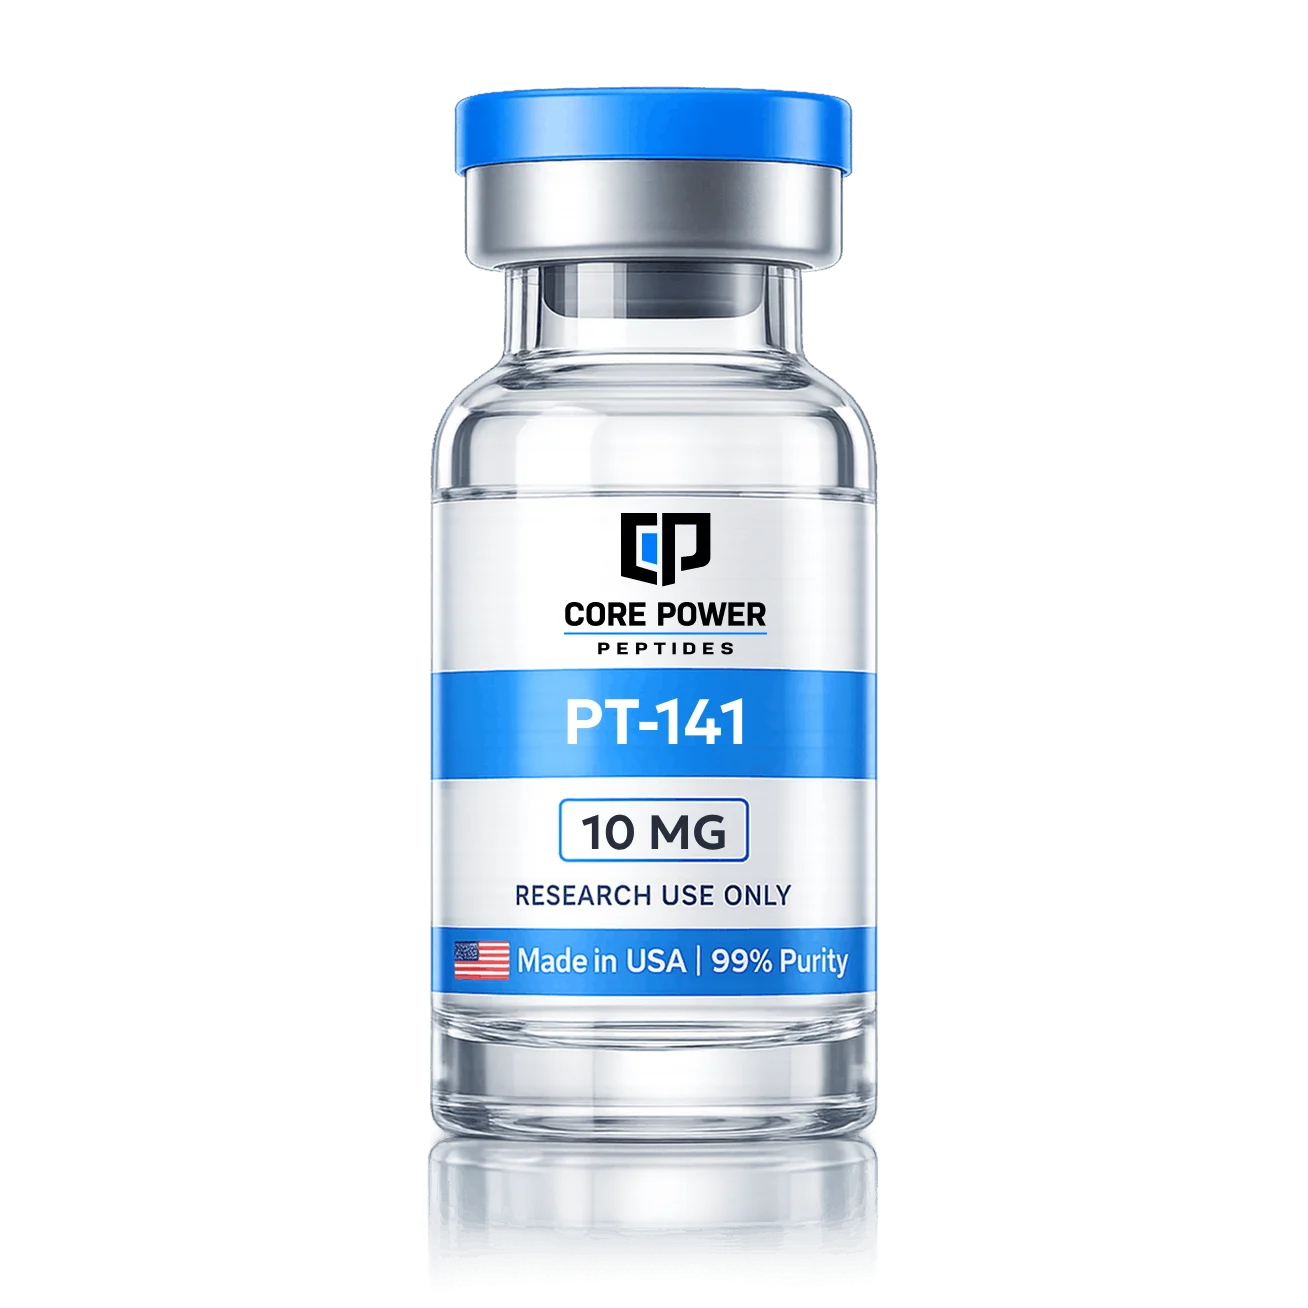 CORE POWER
PEPTIDES
PT-141
10 MG
RESEARCH USE ONLY
Made in USA | 99% Purity